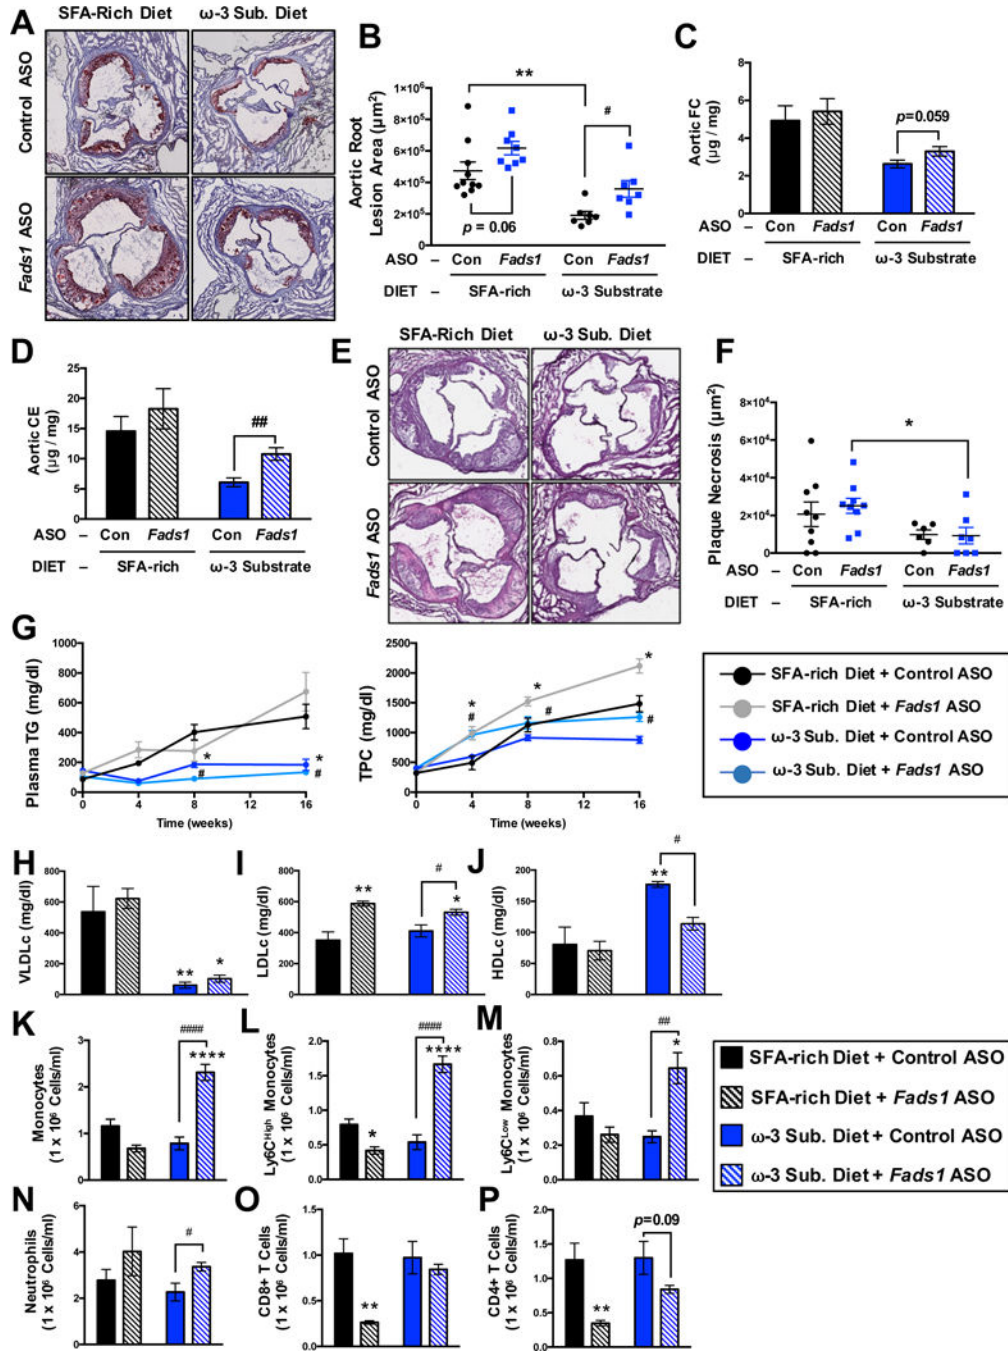 A
SFA-Rich Diet
ω-3 Sub. Diet
Control ASO
Fads1 ASO
B
Aortic Root
Lesion Area (µm²)
1×10⁶
8×10⁵
6×10⁵
4×10⁵
2×10⁵
**
#
p = 0.06
ASO – Con Fads1 Con Fads1
DIET – SFA-rich ω-3 Substrate
C
Aortic FC
(µg / mg)
8
6
4
2
0
p=0.059
ASO – Con Fads1 Con Fads1
DIET – SFA-rich ω-3 Substrate
D
Aortic CE
(µg / mg)
25
20
15
10
5
0
##
ASO – Con Fads1 Con Fads1
DIET – SFA-rich ω-3 Substrate
E
SFA-Rich Diet
ω-3 Sub. Diet
Control ASO
Fads1 ASO
F
Plaque Necrosis (µm²)
6×10⁴
4×10⁴
2×10⁴
0
*
ASO – Con Fads1 Con Fads1
DIET – SFA-rich ω-3 Substrate
G
Plasma TG (mg/dl)
1000
800
600
400
200
0
* *
# #
0 4 8 12 16
Time (weeks)
TPC (mg/dl)
2500
2000
1500
1000
500
0
* * *
# # #
0 4 8 12 16
Time (weeks)
SFA-rich Diet + Control ASO
SFA-rich Diet + Fads1 ASO
ω-3 Sub. Diet + Control ASO
ω-3 Sub. Diet + Fads1 ASO
H
VLDLc (mg/dl)
800
600
400
200
0
** *
I
LDLc (mg/dl)
800
600
400
200
0
** # *
J
HDLc (mg/dl)
200
150
100
50
0
** #
K
Monocytes
(1 x 10⁶ Cells/ml)
3
2
1
0
####
****
L
Ly6C^High Monocytes
(1 x 10⁶ Cells/ml)
2.0
1.5
1.0
0.5
0.0
*
####
****
M
Ly6C^Low Monocytes
(1 x 10⁶ Cells/ml)
0.6
0.4
0.2
0.0
##
*
SFA-rich Diet + Control ASO
SFA-rich Diet + Fads1 ASO
ω-3 Sub. Diet + Control ASO
ω-3 Sub. Diet + Fads1 ASO
N
Neutrophils
(1 x 10⁶ Cells/ml)
6
4
2
0
#
O
CD8+ T Cells
(1 x 10⁶ Cells/ml)
1.5
1.0
0.5
0.0
**
P
CD4+ T Cells
(1 x 10⁶ Cells/ml)
2.0
1.5
1.0
0.5
0.0
**
p=0.09